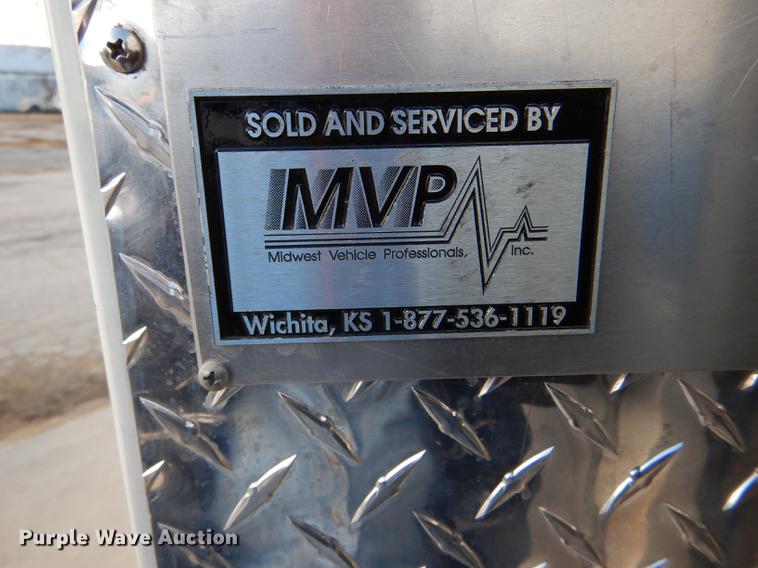 SOLD AND SERVICED BY
MVP
Midwest Vehicle Professionals, Inc.
Wichita, KS 1-877-536-1119
Purple Wave Auction